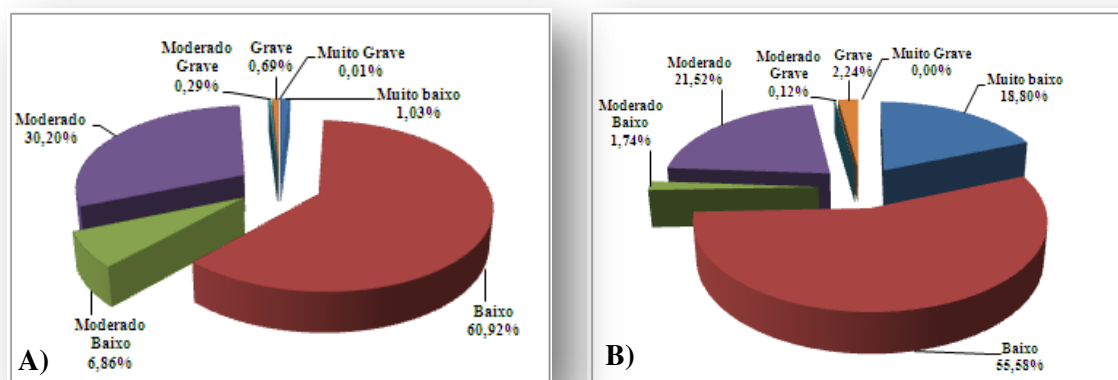 Moderado
Grave
0,29%
Grave
0,69%
Muito Grave
0,01%
Muito baixo
1,03%
Moderado
30,20%
Baixo
60,92%
Moderado
Baixo
6,86%
A)
Moderado
21,52%
Moderado
Grave
0,12%
Grave
2,24%
Muito Grave
0,00%
Muito baixo
18,80%
Moderado
Baixo
1,74%
Baixo
55,58%
B)